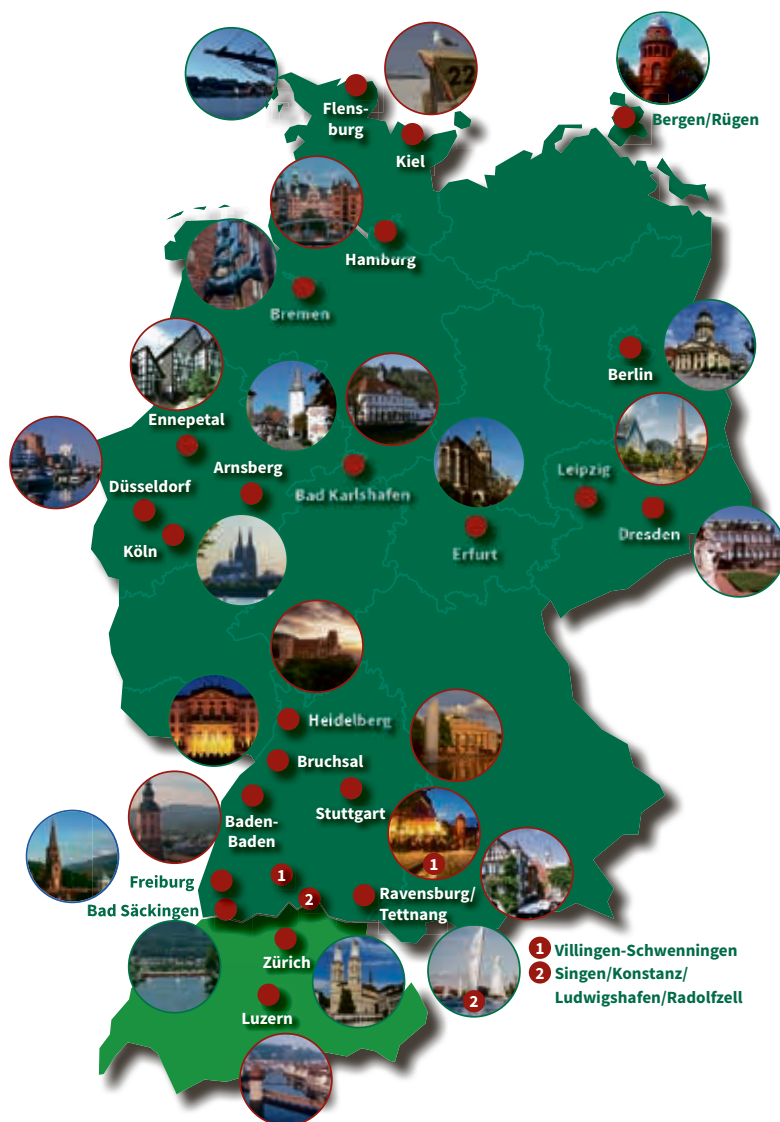 22
Flens-
burg
Bergen/Rügen
Kiel
Hamburg
Bremen
Berlin
Ennepetal
Arnsberg
Leipzig
Düsseldorf
Bad Karlshafen
Dresden
Köln
Erfurt
Heidelberg
Bruchsal
Stuttgart
Baden-
Baden
1
Freiburg
1
2
Ravensburg/
Tettnang
Bad Säckingen
Zürich
Luzern
2
1 Villingen-Schwenningen
2 Singen/Konstanz/
Ludwigshafen/Radolfzell